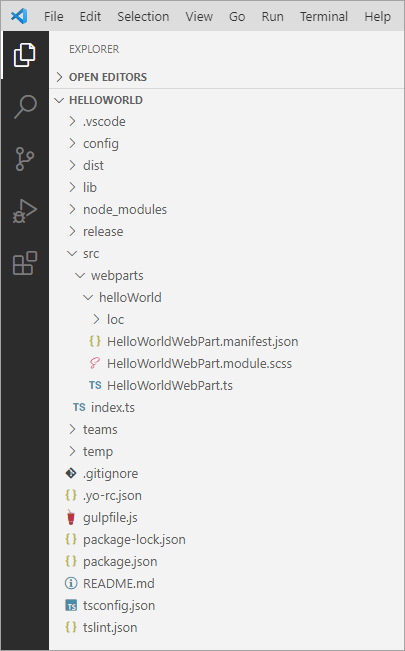 File Edit View Go Run Terminal Help
EXPLORER
OPEN EDITORS
HELLOWORLD
.vscode
config
dist
lib
node_modules
release
src
webparts
helloWorld
loc
{} HelloWorldWebPart.manifest.json
HelloWorldWebPart.module.scss
TS HelloWorldWebPart.ts
TS index.ts
teams
temp
.gitignore
{} .yo-rc.json
gulpfile.js
{} package-lock.json
{} package.json
README.md
TS tsconfig.json
{} tslint.json